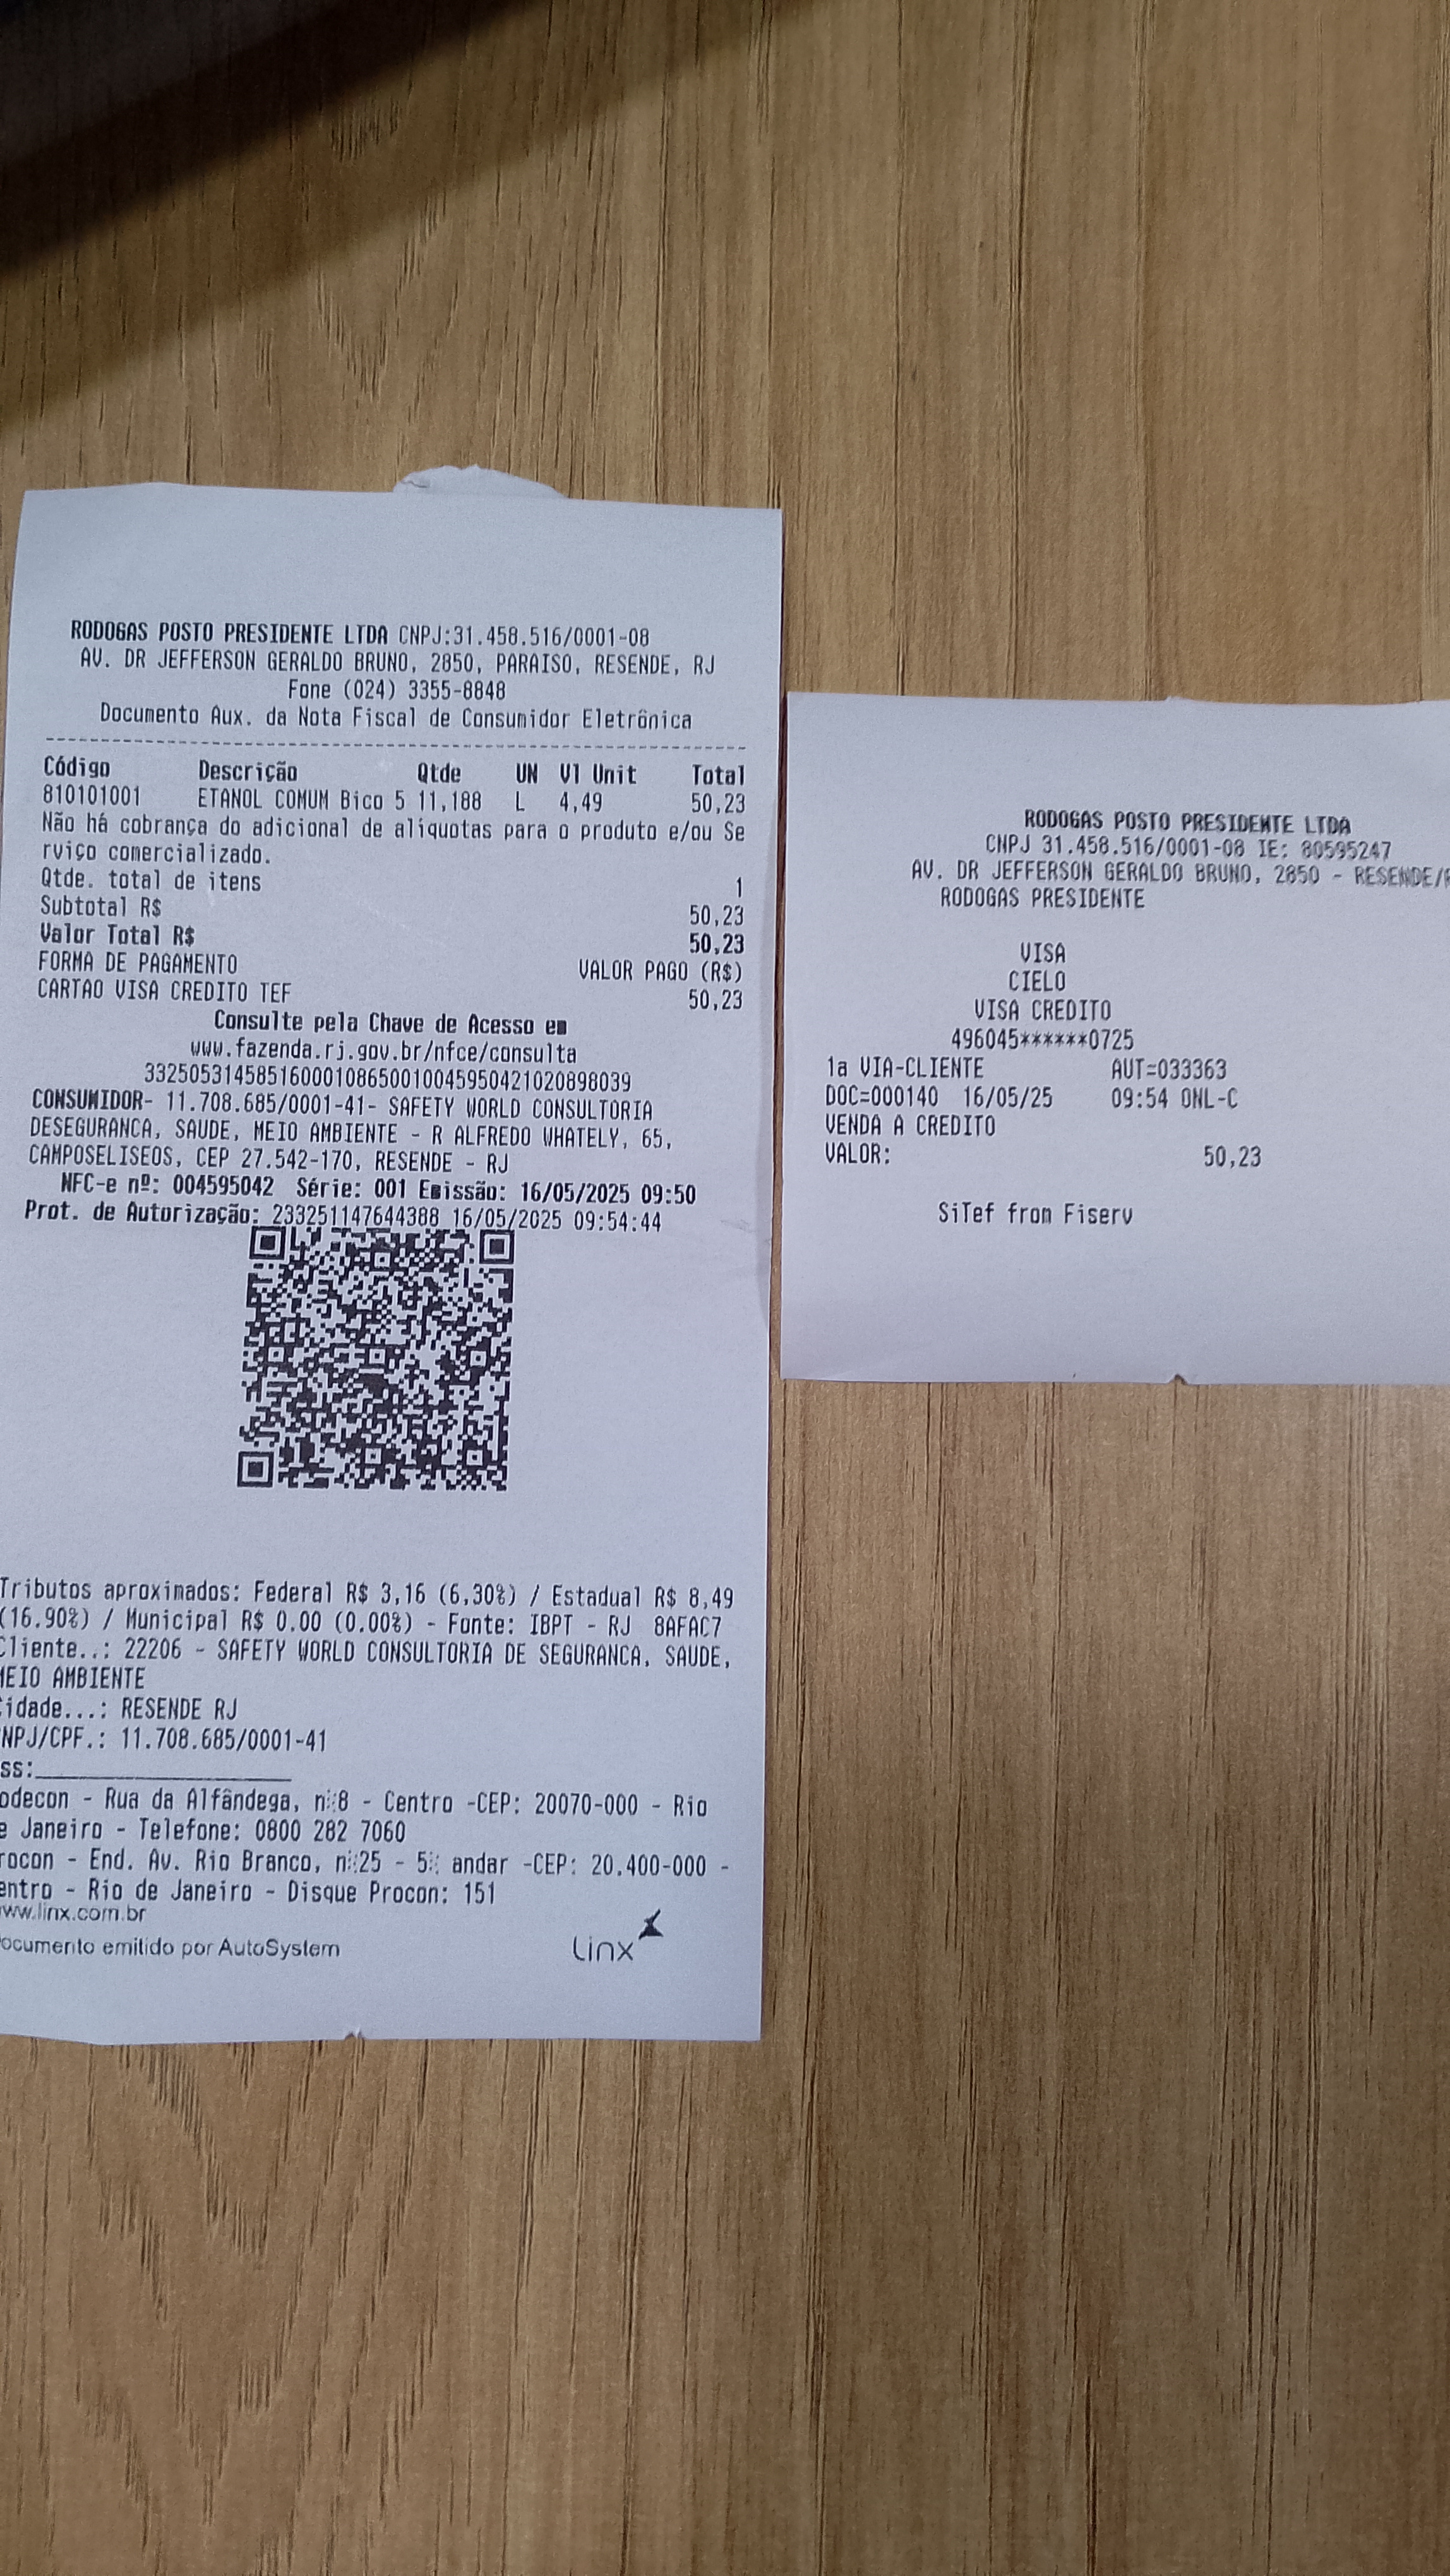 RODOGAS POSTO PRESIDENTE LTDA CNPJ:31.458.516/0001-08
AV. DR JEFFERSON GERALDO BRUNO, 2850, PARAISO, RESENDE, RJ
Fone (024) 3355-8848
Documento Aux. da Nota Fiscal de Consumidor Eletrônica
Código Descrição Qtde UN Vl Unit Total
810101001 ETANOL COMUM Bico 5 11,188 L 4,49 50,23
Não há cobrança do adicional de alíquotas para o produto e/ou Se
rviço comercializado.
Qtde. total de itens 1
Subtotal R$ 50,23
Valor Total R$ 50,23
FORMA DE PAGAMENTO VALOR PAGO (R$)
CARTAO VISA CREDITO TEF 50,23
Consulte pela Chave de Acesso em
www.fazenda.rj.gov.br/nfce/consulta
33250531458516000108650010045950421020898039
CONSUMIDOR- 11.708.685/0001-41- SAFETY WORLD CONSULTORIA
DESEGURANCA, SAUDE, MEIO AMBIENTE - R ALFREDO WHATELY, 65,
CAMPOSELISEOS, CEP 27.542-170, RESENDE - RJ
NFC-e nº: 004595042 Série: 001 Emissão: 16/05/2025 09:50
Prot. de Autorização: 233251147644388 16/05/2025 09:54:44
Tributos aproximados: Federal R$ 3,16 (6,30%) / Estadual R$ 8,49
(16.90%) / Municipal R$ 0.00 (0.00%) - Fonte: IBPT - RJ 8AFAC7
Cliente..: 22206 - SAFETY WORLD CONSULTORIA DE SEGURANCA, SAUDE,
MEIO AMBIENTE
Cidade...: RESENDE RJ
NPJ/CPF.: 11.708.685/0001-41
ss:
odecon - Rua da Alfândega, n 8 - Centro -CEP: 20070-000 - Rio
e Janeiro - Telefone: 0800 282 7060
rocon - End. Av. Rio Branco, n 25 - 5 andar -CEP: 20.400-000 -
entro - Rio de Janeiro - Disque Procon: 151
ww.linx.com.br
ocumento emitido por AutoSystem
Linx
RODOGAS POSTO PRESIDENTE LTDA
CNPJ 31.458.516/0001-08 IE: 80595247
AV. DR JEFFERSON GERALDO BRUNO, 2850 - RESENDE/R
RODOGAS PRESIDENTE
VISA
CIELO
VISA CREDITO
496045******0725
1a VIA-CLIENTE AUT=033363
DOC=000140 16/05/25 09:54 ONL-C
VENDA A CREDITO
VALOR: 50,23
SiTef from Fiserv